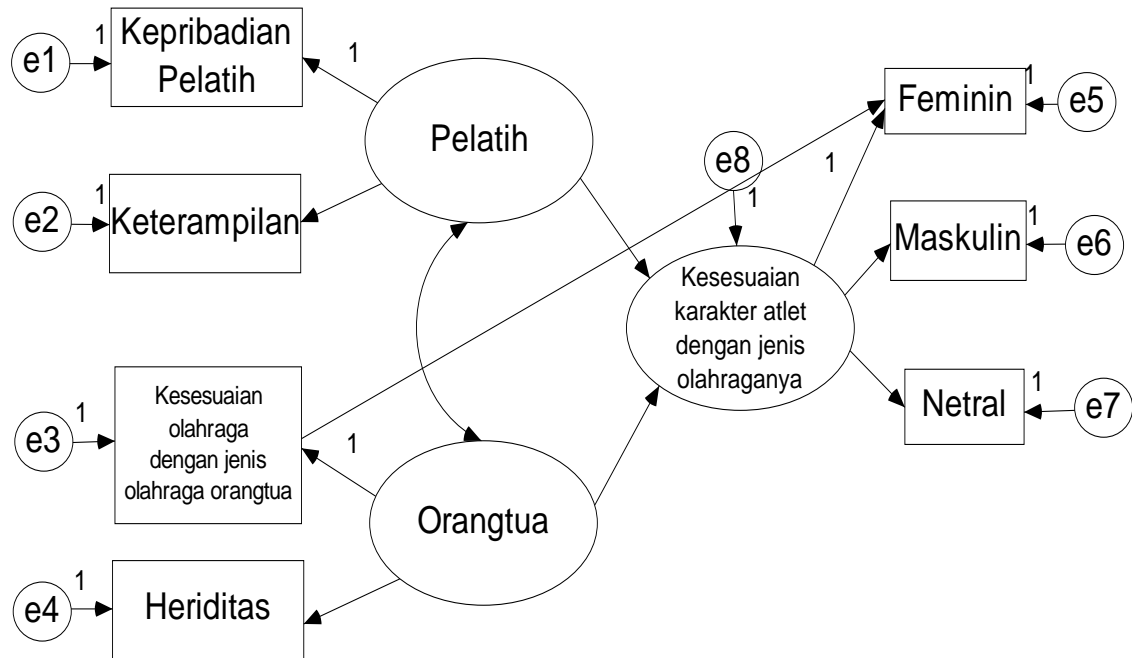 e1
1
Kepribadian
Pelatih
1
e2
1
Keterampilan
Pelatih
e8
1
1
Feminin
1
e5
Kesesuaian
karakter atlet
dengan jenis
olahraganya
Maskulin
1
e6
Netral
1
e7
e3
1
Kesesuaian
olahraga
dengan jenis
olahraga orangtua
1
Orangtua
e4
1
Heriditas